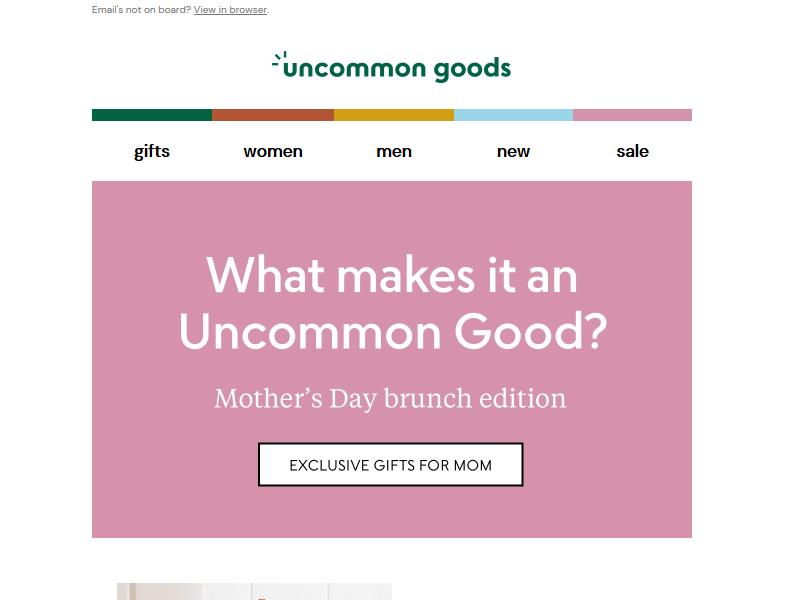 Email's not on board? View in browser.
uncommon goods
gifts women men new sale
What makes it an
Uncommon Good?
Mother’s Day brunch edition
EXCLUSIVE GIFTS FOR MOM